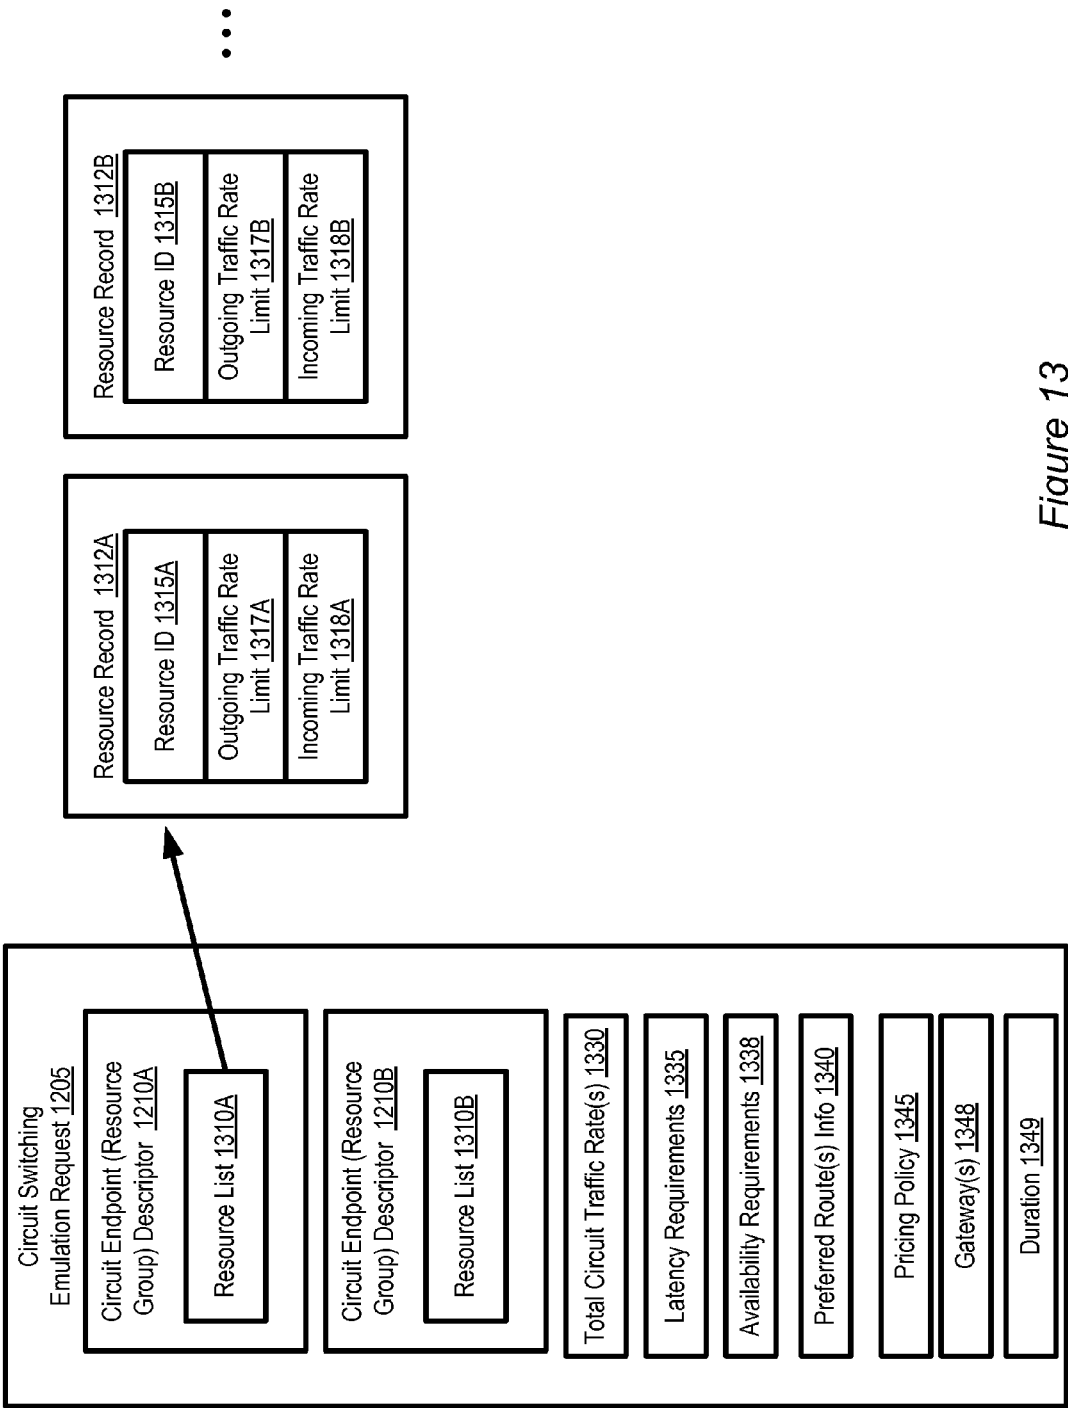 Circuit Switching
Emulation Request 1205
Circuit Endpoint (Resource
Group) Descriptor 1210A
Resource List 1310A
Circuit Endpoint (Resource
Group) Descriptor 1210B
Resource List 1310B
Total Circuit Traffic Rate(s) 1330
Latency Requirements 1335
Availability Requirements 1338
Preferred Route(s) Info 1340
Pricing Policy 1345
Gateway(s) 1348
Duration 1349
Resource Record 1312A
Resource ID 1315A
Outgoing Traffic Rate
Limit 1317A
Incoming Traffic Rate
Limit 1318A
Resource Record 1312B
Resource ID 1315B
Outgoing Traffic Rate
Limit 1317B
Incoming Traffic Rate
Limit 1318B
...
Figure 13